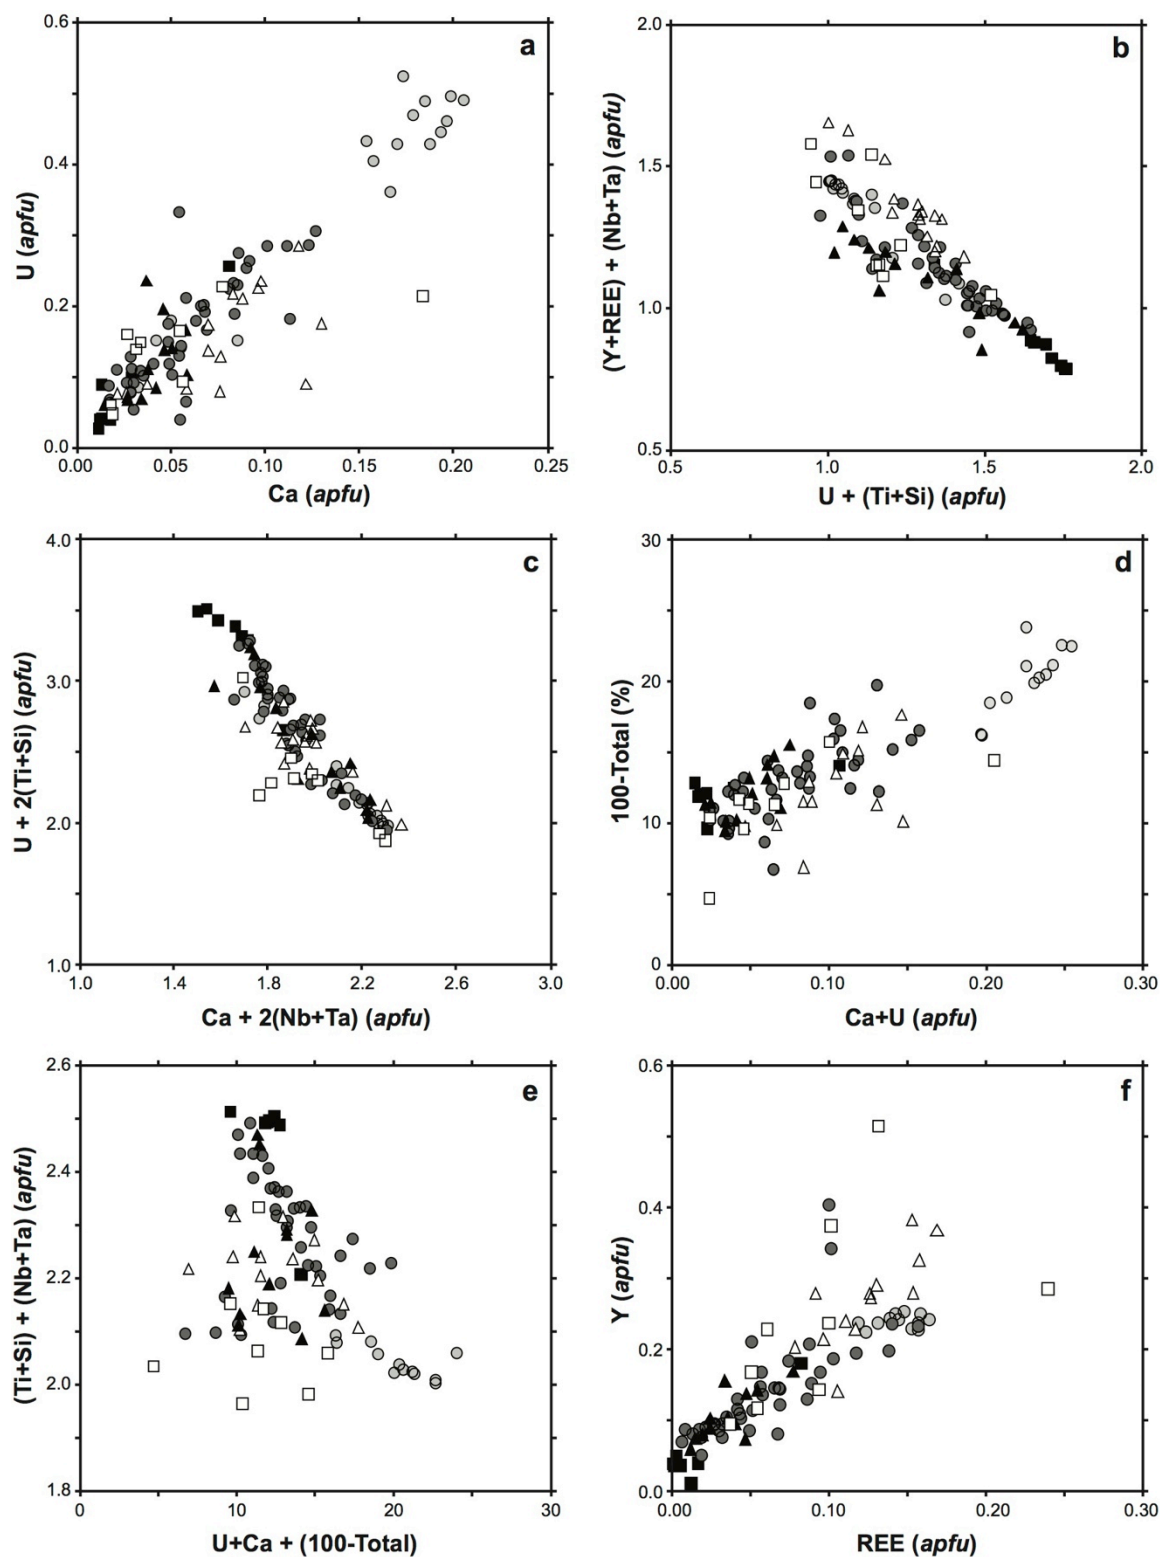 a
0.6
0.4
0.2
0.0
U (apfu)
0.00 0.05 0.10 0.15 0.20 0.25
Ca (apfu)
b
2.0
1.5
1.0
0.5
(Y+REE) + (Nb+Ta) (apfu)
0.5 1.0 1.5 2.0
U + (Ti+Si) (apfu)
c
4.0
3.0
2.0
1.0
U + 2(Ti+Si) (apfu)
1.0 1.4 1.8 2.2 2.6 3.0
Ca + 2(Nb+Ta) (apfu)
d
30
20
10
0
100-Total (%)
0.00 0.10 0.20 0.30
Ca+U (apfu)
e
2.6
2.4
2.2
2.0
1.8
(Ti+Si) + (Nb+Ta) (apfu)
0 10 20 30
U+Ca + (100-Total)
f
0.6
0.4
0.2
0.0
Y (apfu)
0.00 0.10 0.20 0.30
REE (apfu)